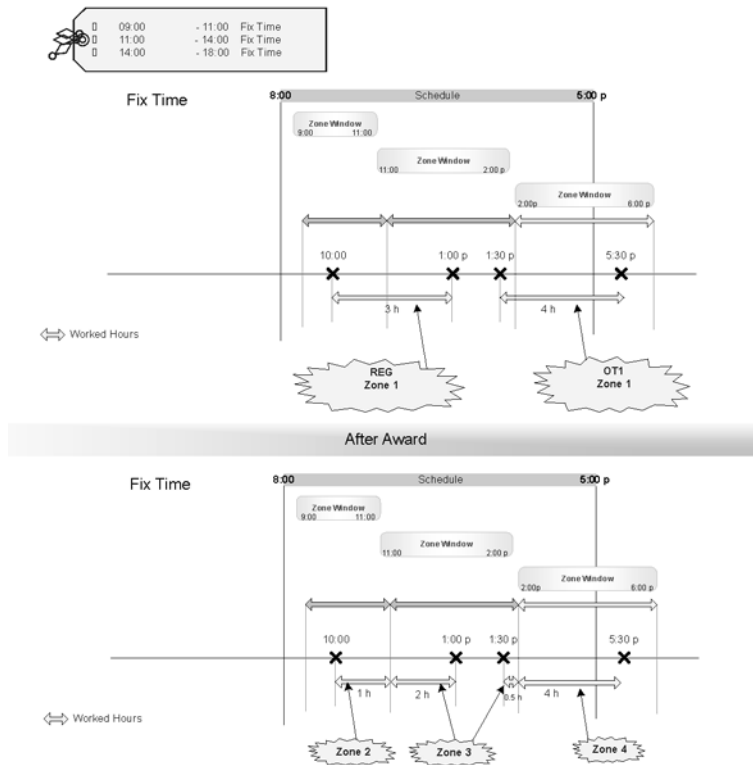 09:00 - 11:00 Fix Time
11:00 - 14:00 Fix Time
14:00 - 18:00 Fix Time
Fix Time
8:00 Schedule 5:00 p
Zone Window
9:00 11:00
Zone Window
11:00 2:00 p
Zone Window
2:00p 6:00 p
10:00 1:00 p 1:30 p 5:30 p
3 h 4 h
Worked Hours
REG
Zone 1
OT1
Zone 1
After Award
Fix Time
8:00 Schedule 5:00 p
Zone Window
9:00 11:00
Zone Window
11:00 2:00 p
Zone Window
2:00p 6:00 p
10:00 1:00 p 1:30 p 5:30 p
1 h 2 h 0.5 h 4 h
Worked Hours
Zone 2 Zone 3 Zone 4